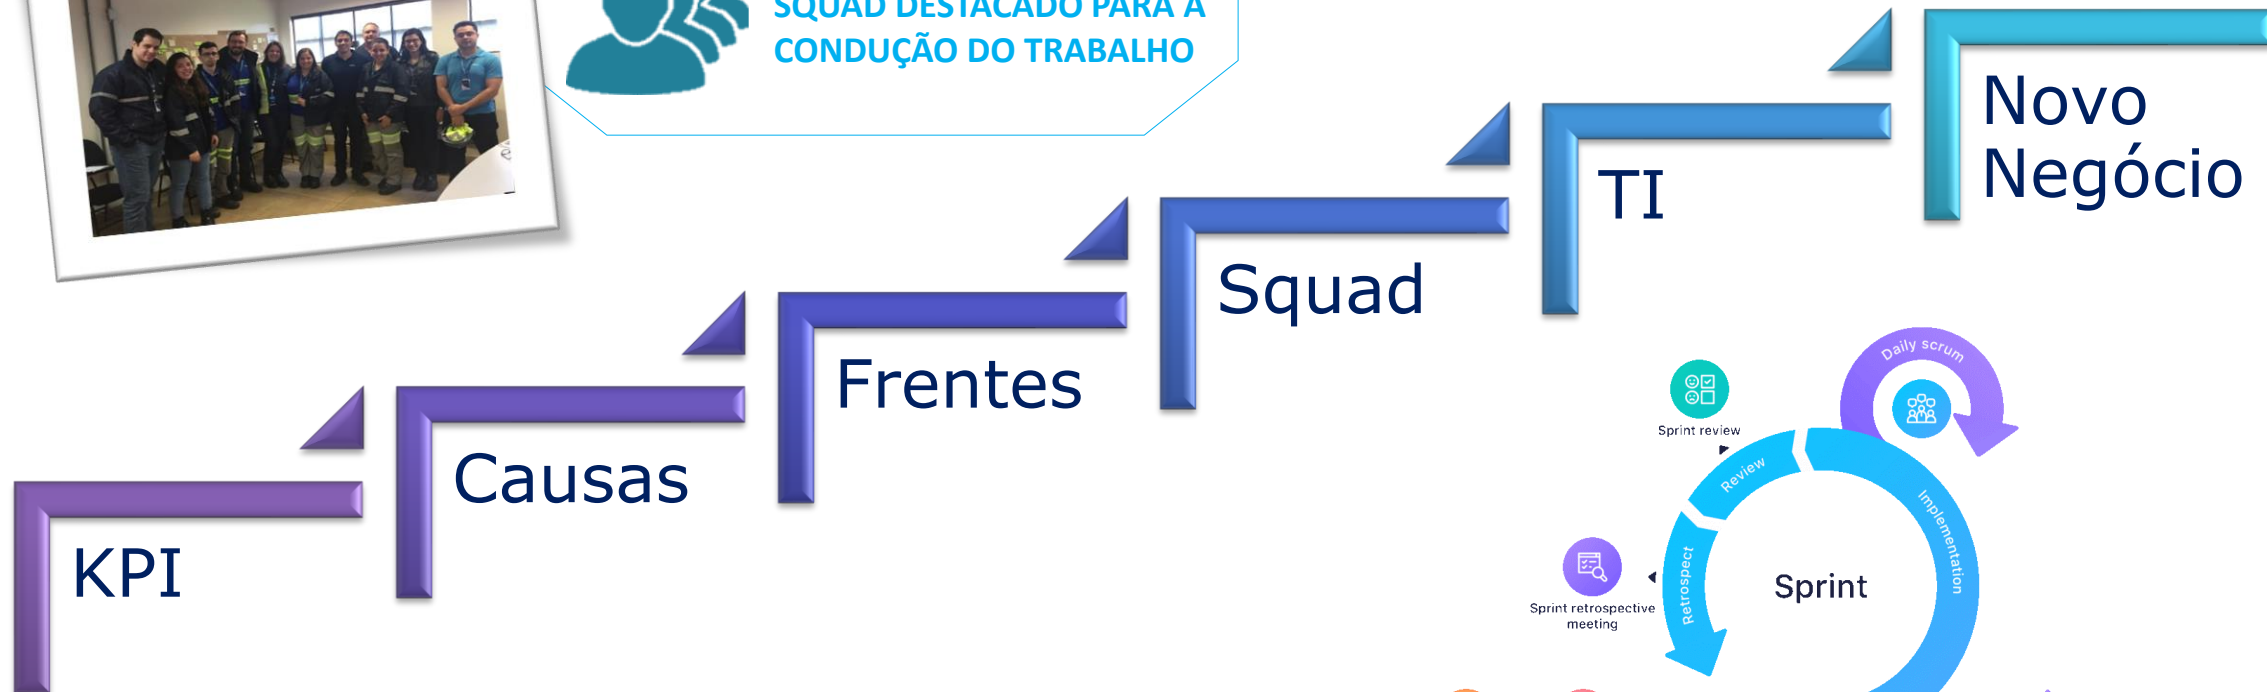 SQUAD DESTACADO PARA A
CONDUÇÃO DO TRABALHO
KPI
Causas
Frentes
Squad
TI
Novo
Negócio
Daily scrum
Sprint review
Review
Implementation
Sprint
Retrospect
Sprint retrospective
meeting